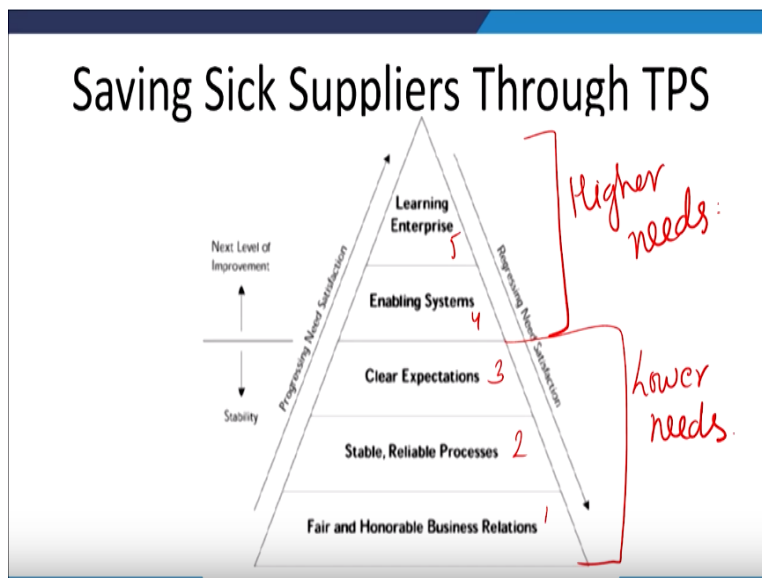 Saving Sick Suppliers Through TPS
Higher
needs:
Learning
Enterprise
5
Next Level of
Improvement
Progressing Need Satisfaction
Regressing Need Satisfaction
Enabling Systems
4
Clear Expectations 3
Lower
needs.
Stability
Stable, Reliable Processes 2
Fair and Honorable Business Relations 1